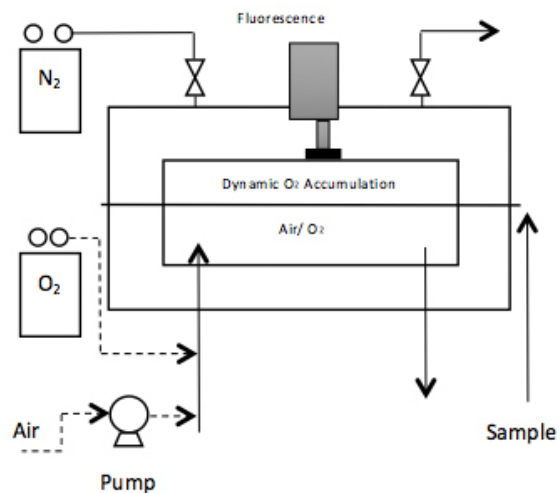 Fluorescence
N₂
Dynamic O₂ Accumulation
Air/ O₂
O₂
Air
Sample
Pump